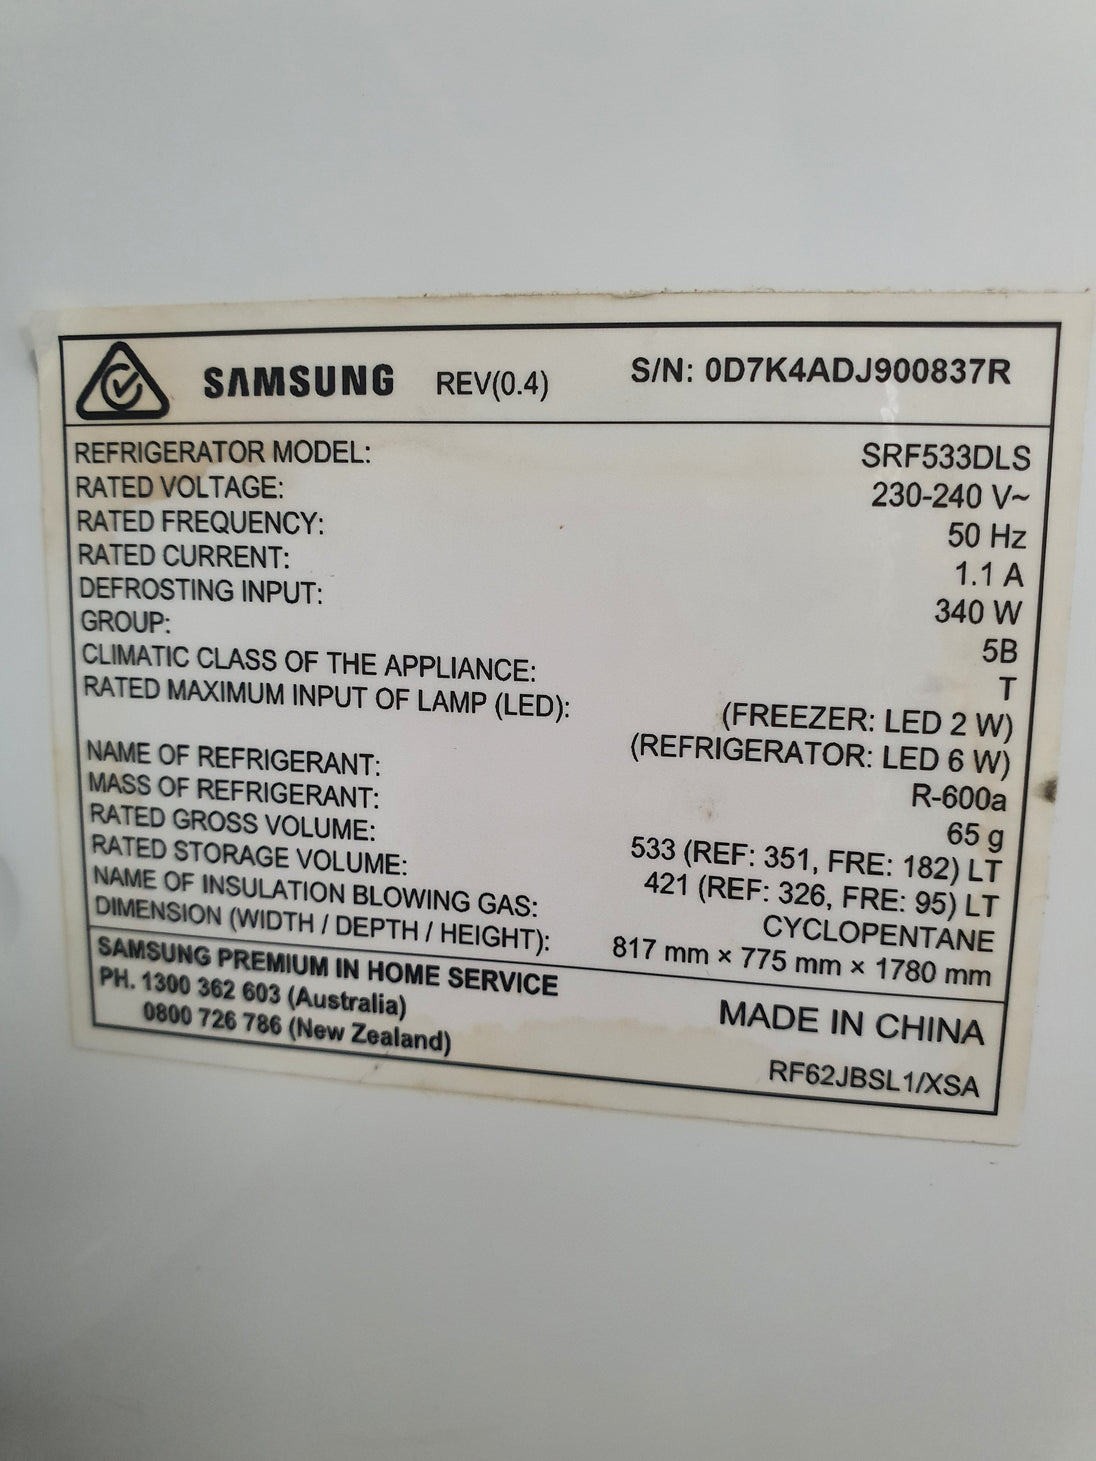 SAMSUNG REV(0.4) S/N: 0D7K4ADJ900837R
REFRIGERATOR MODEL: SRF533DLS
RATED VOLTAGE: 230-240 V~
RATED FREQUENCY: 50 Hz
RATED CURRENT: 1.1 A
DEFROSTING INPUT: 340 W
GROUP: 5B
CLIMATIC CLASS OF THE APPLIANCE: T
RATED MAXIMUM INPUT OF LAMP (LED): (FREEZER: LED 2 W)
(REFRIGERATOR: LED 6 W)
NAME OF REFRIGERANT: R-600a
MASS OF REFRIGERANT: 65 g
RATED GROSS VOLUME: 533 (REF: 351, FRE: 182) LT
RATED STORAGE VOLUME: 421 (REF: 326, FRE: 95) LT
NAME OF INSULATION BLOWING GAS: CYCLOPENTANE
DIMENSION (WIDTH / DEPTH / HEIGHT): 817 mm × 775 mm × 1780 mm
SAMSUNG PREMIUM IN HOME SERVICE
PH. 1300 362 603 (Australia)
0800 726 786 (New Zealand)
MADE IN CHINA
RF62JBSL1/XSA